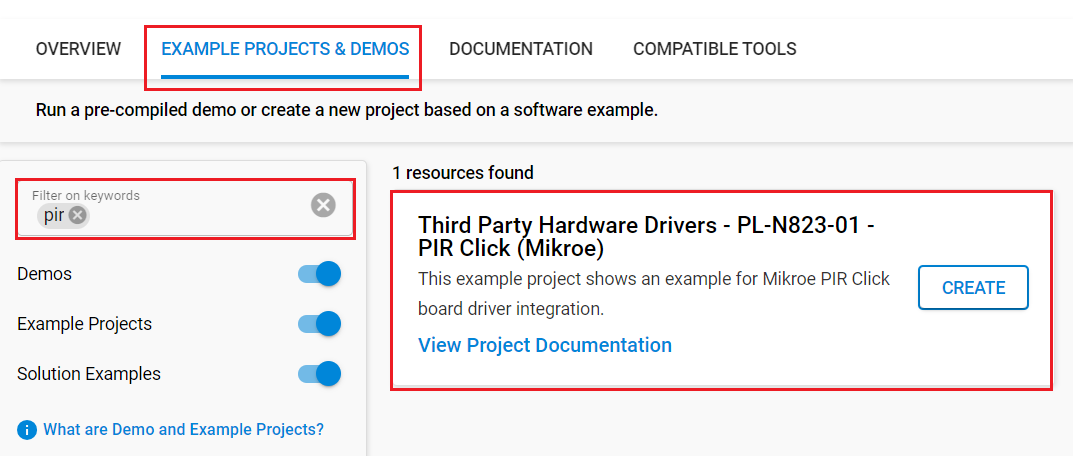 OVERVIEW
EXAMPLE PROJECTS & DEMOS
DOCUMENTATION
COMPATIBLE TOOLS
Run a pre-compiled demo or create a new project based on a software example.
Filter on keywords
pir
Demos
Example Projects
Solution Examples
What are Demo and Example Projects?
1 resources found
Third Party Hardware Drivers - PL-N823-01 -
PIR Click (Mikroe)
This example project shows an example for Mikroe PIR Click
board driver integration.
View Project Documentation
CREATE